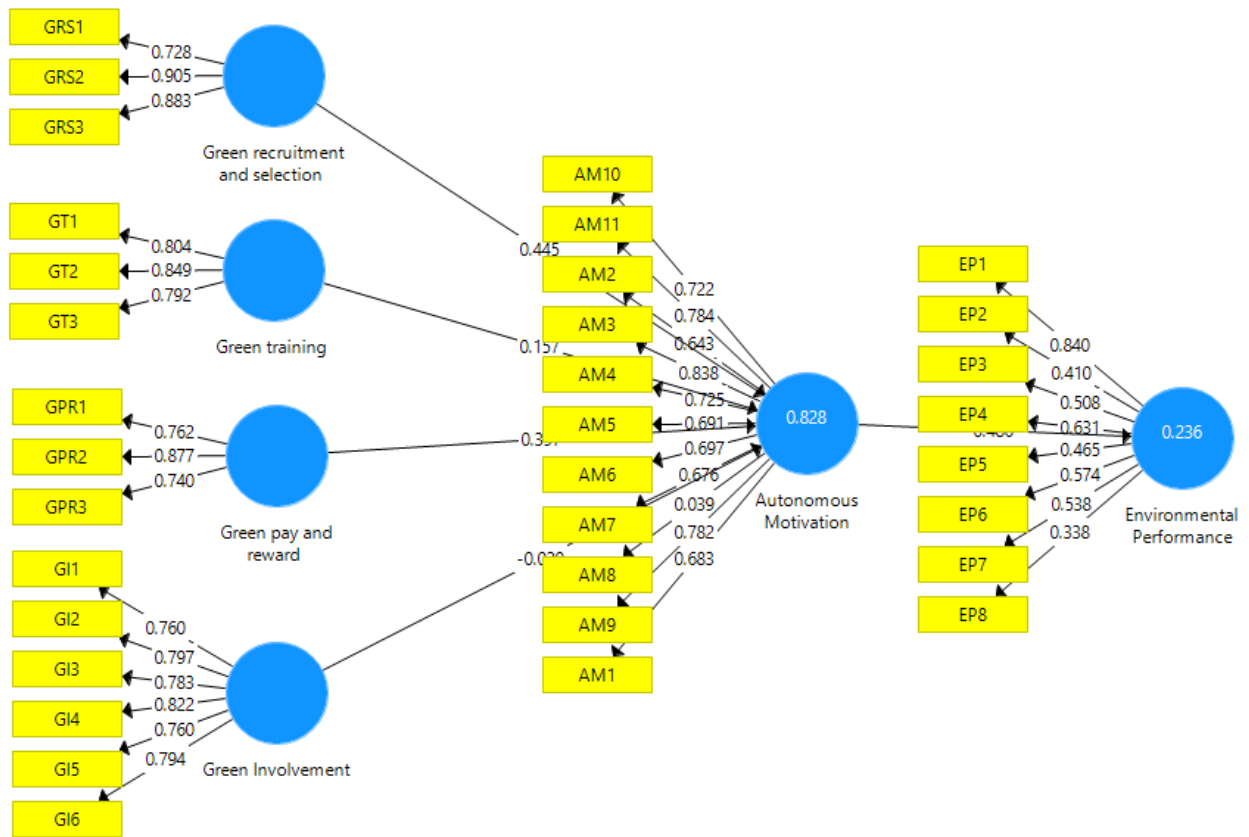 GRS1
0.728
GRS2
0.905
GRS3
0.883
Green recruitment
and selection
GT1
0.804
GT2
0.849
GT3
0.792
Green training
GPR1
0.762
GPR2
0.877
GPR3
0.740
Green pay and
reward
GI1
0.760
GI2
0.797
GI3
0.783
GI4
0.822
GI5
0.760
GI6
0.794
Green Involvement
0.445
0.157
AM10
AM11
AM2
AM3
AM4
AM5
AM6
AM7
AM8
AM9
AM1
0.722
0.784
0.643
0.838
0.725
0.691
0.697
0.676
0.039
0.782
0.683
0.828
Autonomous
Motivation
EP1
EP2
EP3
EP4
EP5
EP6
EP7
EP8
0.840
0.410
0.508
0.631
0.465
0.574
0.538
0.338
0.236
Environmental
Performance